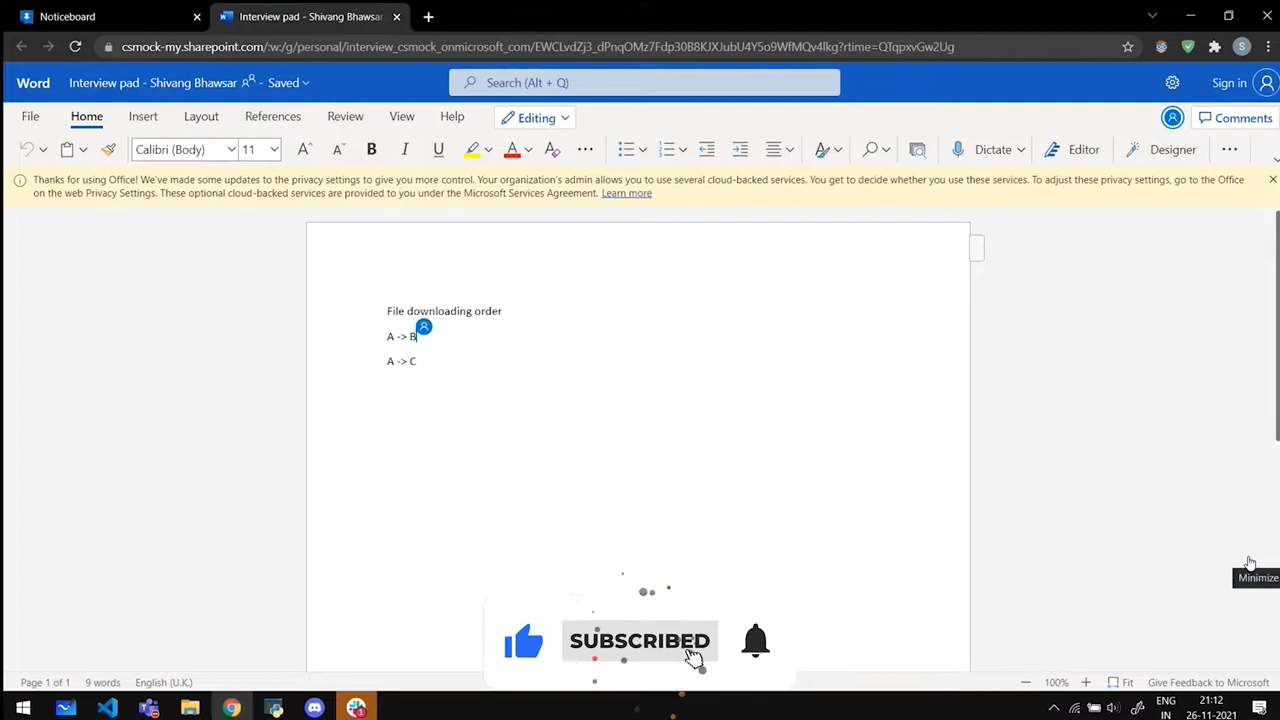 Noticeboard
Interview pad - Shivang Bhawsar
csmock-my.sharepoint.com/:w:/g/personal/interview_csmock_onmicrosoft_com/EWCLvdZj3_dPnqOMz7Fdp30B8KJXJubU4Y5o9WfMQv4lkg?rtime=QTqpxvGw2Ug
S
Word
Interview pad - Shivang Bhawsar - Saved
Search (Alt + Q)
Sign in
File Home Insert Layout References Review View Help Editing Comments
Calibri (Body) 11 B I U A Dictate Editor Designer
Thanks for using Office! We've made some updates to the privacy settings to give you more control. Your organization's admin allows you to use several cloud-backed services. You get to decide whether you use these services. To adjust these privacy settings, go to the Office
on the web Privacy Settings. These optional cloud-backed services are provided to you under the Microsoft Services Agreement. Learn more
File downloading order
A -> B
A -> C
Minimize
SUBSCRIBED
Page 1 of 1 9 words English (U.K.) 100% Fit Give Feedback to Microsoft
ENG 21:12
IN 26-11-2021